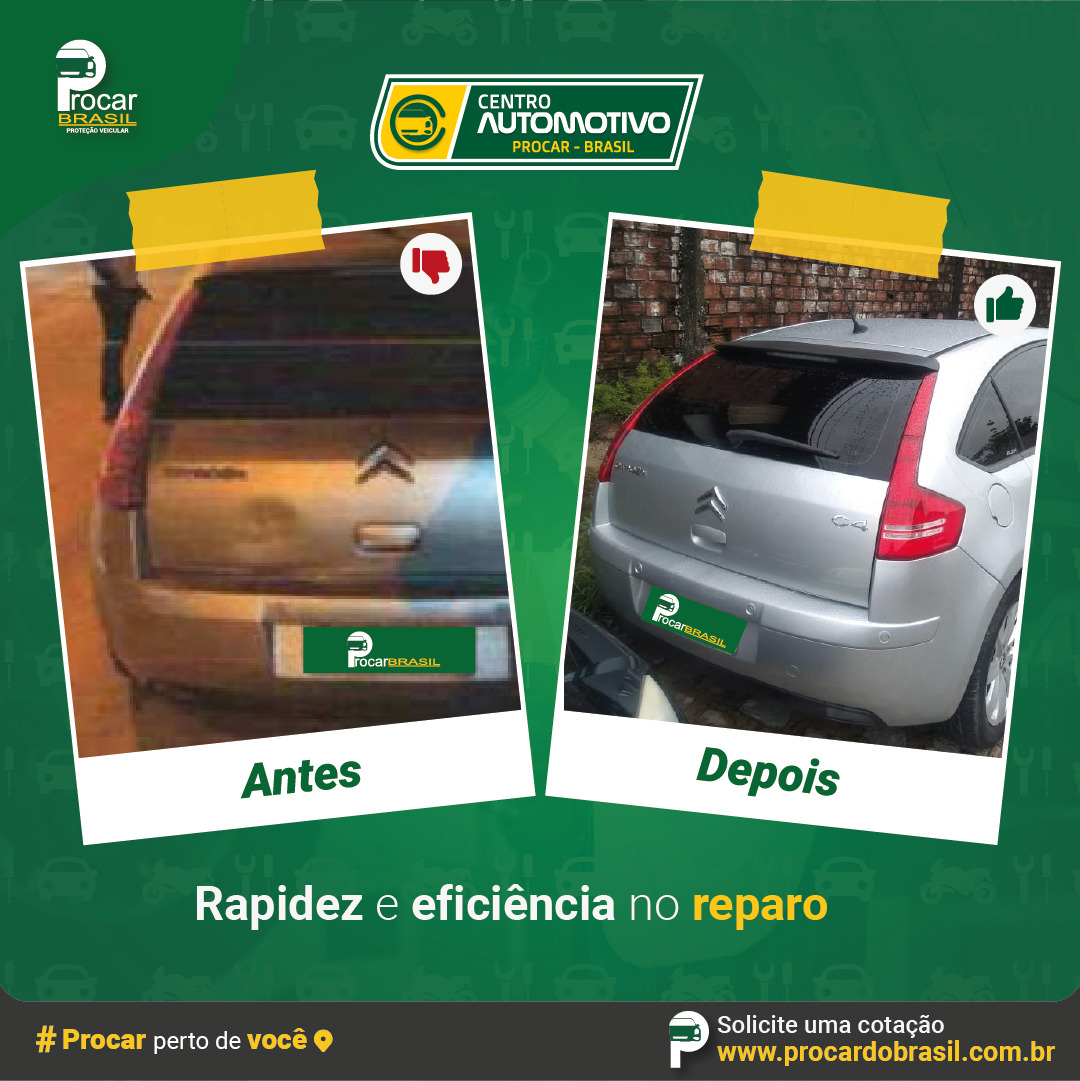 Procar
BRASIL
PROTEÇÃO VEICULAR
CENTRO
AUTOMOTIVO
PROCAR - BRASIL
C4
ProcarBRASIL
ProcarBRASIL
Antes
Depois
Rapidez e eficiência no reparo
# Procar perto de você
Solicite uma cotação
www.procardobrasil.com.br